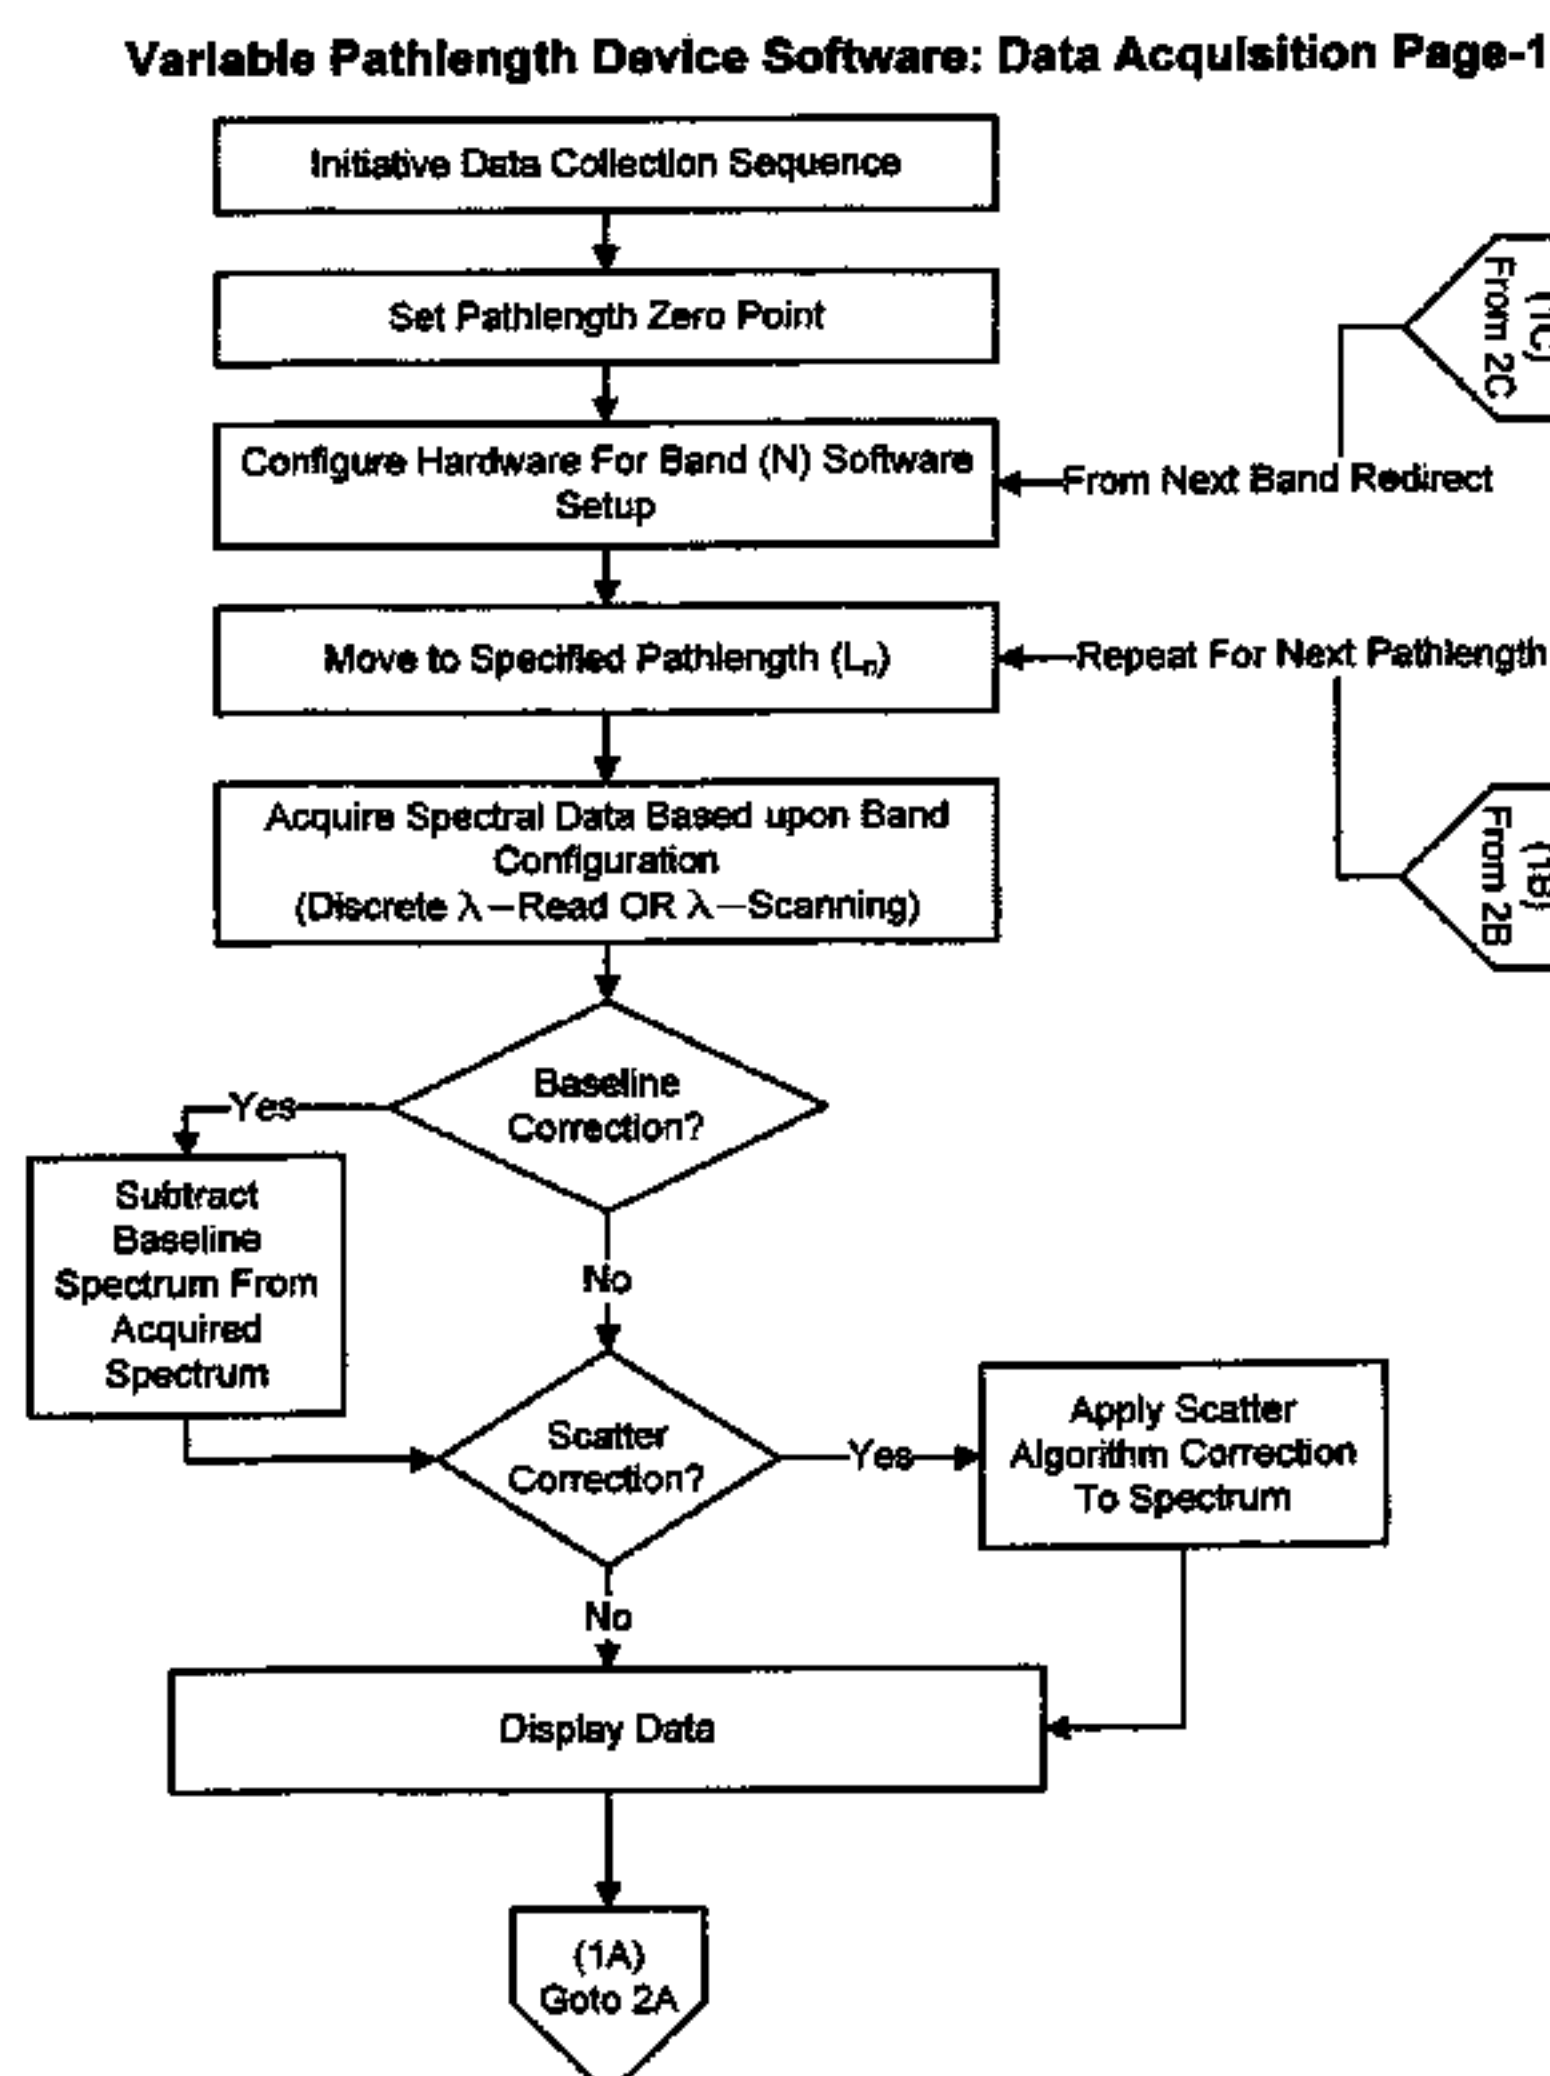 Variable Pathlength Device Software: Data Acquisition Page-1
Initiative Data Collection Sequence
Set Pathlength Zero Point
(1C)
From 2C
Configure Hardware For Band (N) Software
Setup
From Next Band Redirect
Move to Specified Pathlength (Ln)
Repeat For Next Pathlength
Acquire Spectral Data Based upon Band
Configuration
(Discrete λ–Read OR λ–Scanning)
(1B)
From 2B
Baseline
Correction?
Yes
Subtract
Baseline
Spectrum From
Acquired
Spectrum
No
Scatter
Correction?
Yes
Apply Scatter
Algorithm Correction
To Spectrum
No
Display Data
(1A)
Goto 2A